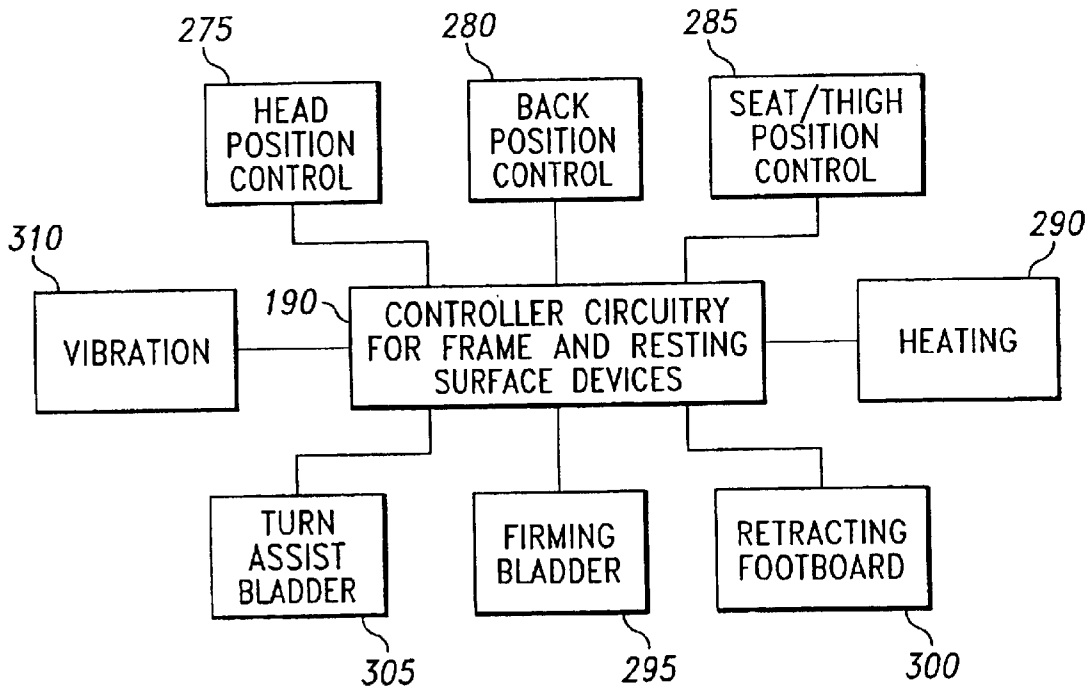 275
280
285
HEAD
POSITION
CONTROL
BACK
POSITION
CONTROL
SEAT/THIGH
POSITION
CONTROL
310
290
190
VIBRATION
CONTROLLER CIRCUITRY
FOR FRAME AND RESTING
SURFACE DEVICES
HEATING
TURN
ASSIST
BLADDER
FIRMING
BLADDER
RETRACTING
FOOTBOARD
305
295
300